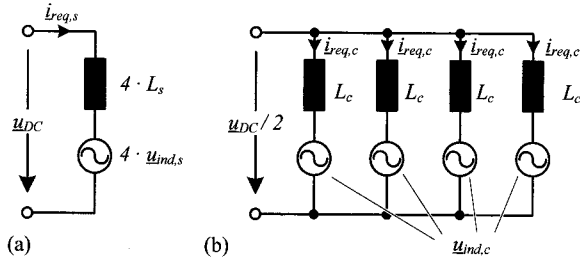 i_req,s
4 · L_s
u_DC
4 · u_ind,s
(a)
i_req,c i_req,c i_req,c i_req,c
L_c L_c L_c L_c
u_DC / 2
u_ind,c
(b)